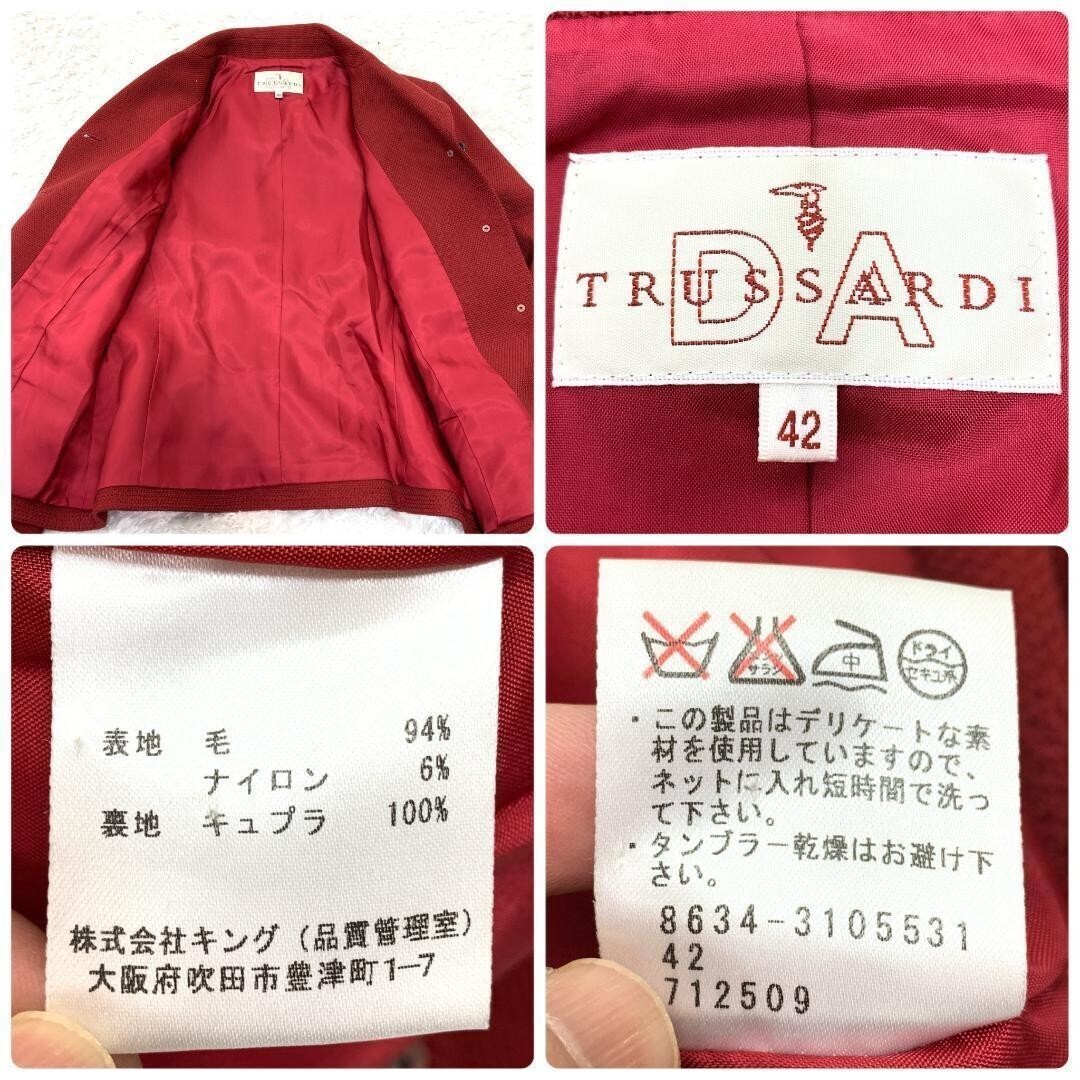 TRUSSARDI
TRUSSARDI
DA
42
表地 毛 94%
ナイロン 6%
裏地 キュプラ 100%
株式会社キング(品質管理室)
大阪府吹田市豊津町1-7
サラシ
中
ドライ
セキユ系
・この製品はデリケートな素
材を使用していますので、
ネットに入れ短時間で洗っ
て下さい。
・タンブラー乾燥はお避け下
さい。
8634-3105531
42
712509